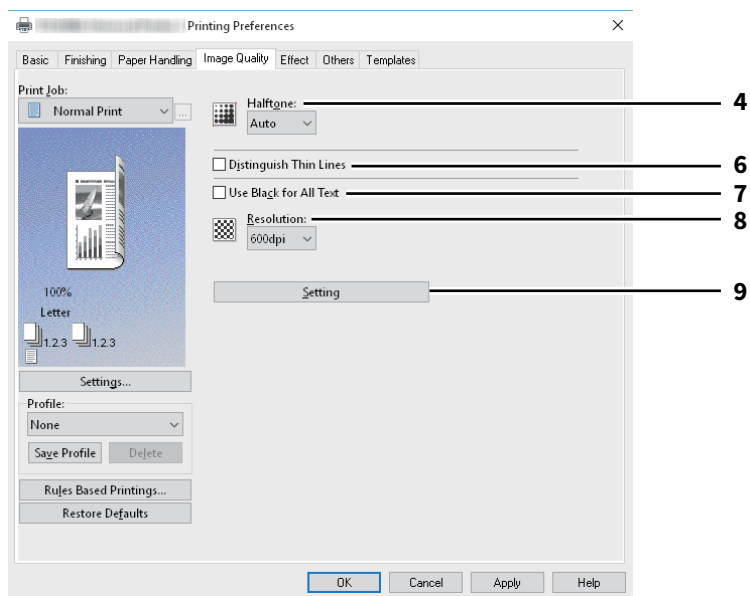 Printing Preferences
Basic Finishing Paper Handling Image Quality Effect Others Templates
Print Job:
Normal Print ...
100%
Letter
1.2.3 1.2.3
Settings...
Profile:
None
Save Profile Delete
Rules Based Printings...
Restore Defaults
Halftone: 4
Auto
Distinguish Thin Lines 6
Use Black for All Text 7
Resolution: 8
600dpi
Setting 9
OK Cancel Apply Help